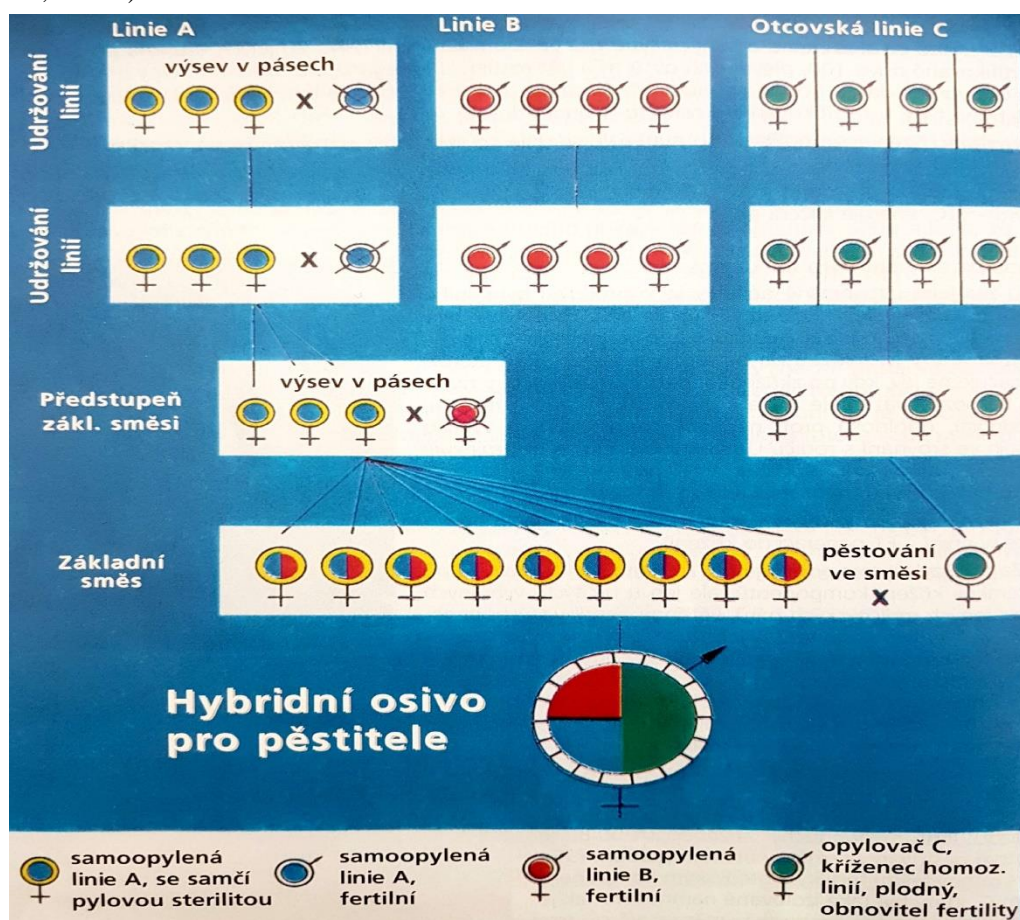 Linie A
Linie B
Otcovská linie C
Udržování
linií
výsev v pásech
x
Udržování
linií
x
Předstupeň
zákl. směsi
výsev v pásech
x
Základní
směs
pěstování
ve směsi
x
Hybridní osivo
pro pěstitele
samoopylená
linie A, se samčí
pylovou sterilitou
samoopylená
linie A,
fertilní
samoopylená
linie B,
fertilní
opylovač C,
kříženec homoz.
linií, plodný,
obnovitel fertility